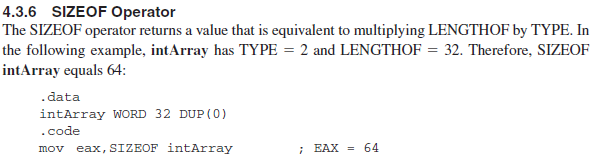 4.3.6 SIZEOF Operator
The SIZEOF operator returns a value that is equivalent to multiplying LENGTHOF by TYPE. In
the following example, intArray has TYPE = 2 and LENGTHOF = 32. Therefore, SIZEOF
intArray equals 64:
.data
intArray WORD 32 DUP(0)
.code
mov eax,SIZEOF intArray ; EAX = 64